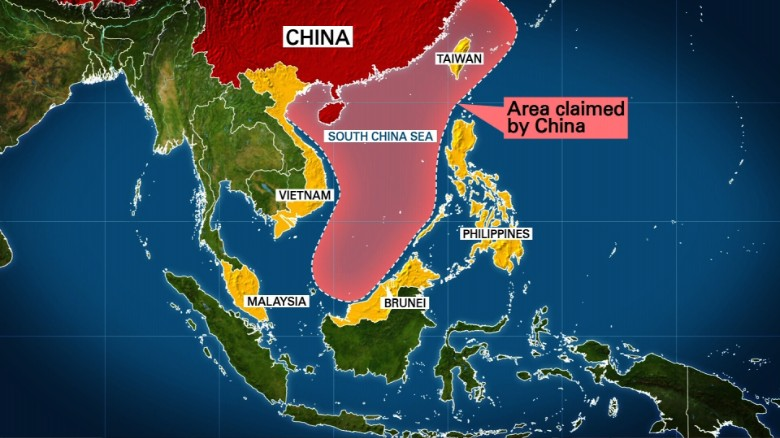 CHINA
TAIWAN
Area claimed
by China
SOUTH CHINA SEA
VIETNAM
PHILIPPINES
MALAYSIA
BRUNEI